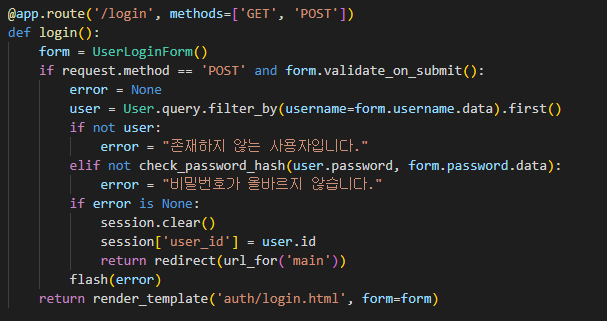 @app.route('/login', methods=['GET', 'POST'])
def login():
    form = UserLoginForm()
    if request.method == 'POST' and form.validate_on_submit():
        error = None
        user = User.query.filter_by(username=form.username.data).first()
        if not user:
            error = "존재하지 않는 사용자입니다."
        elif not check_password_hash(user.password, form.password.data):
            error = "비밀번호가 올바르지 않습니다."
        if error is None:
            session.clear()
            session['user_id'] = user.id
            return redirect(url_for('main'))
        flash(error)
    return render_template('auth/login.html', form=form)